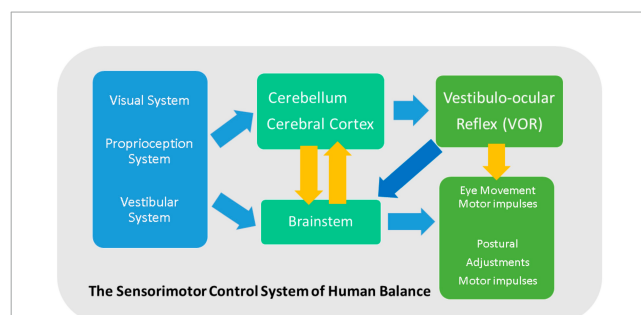 Visual System
Proprioception
System
Vestibular
System
Cerebellum
Cerebral Cortex
Brainstem
Vestibulo-ocular
Reflex (VOR)
Eye Movement
Motor impulses
Postural
Adjustments
Motor impulses
The Sensorimotor Control System of Human Balance